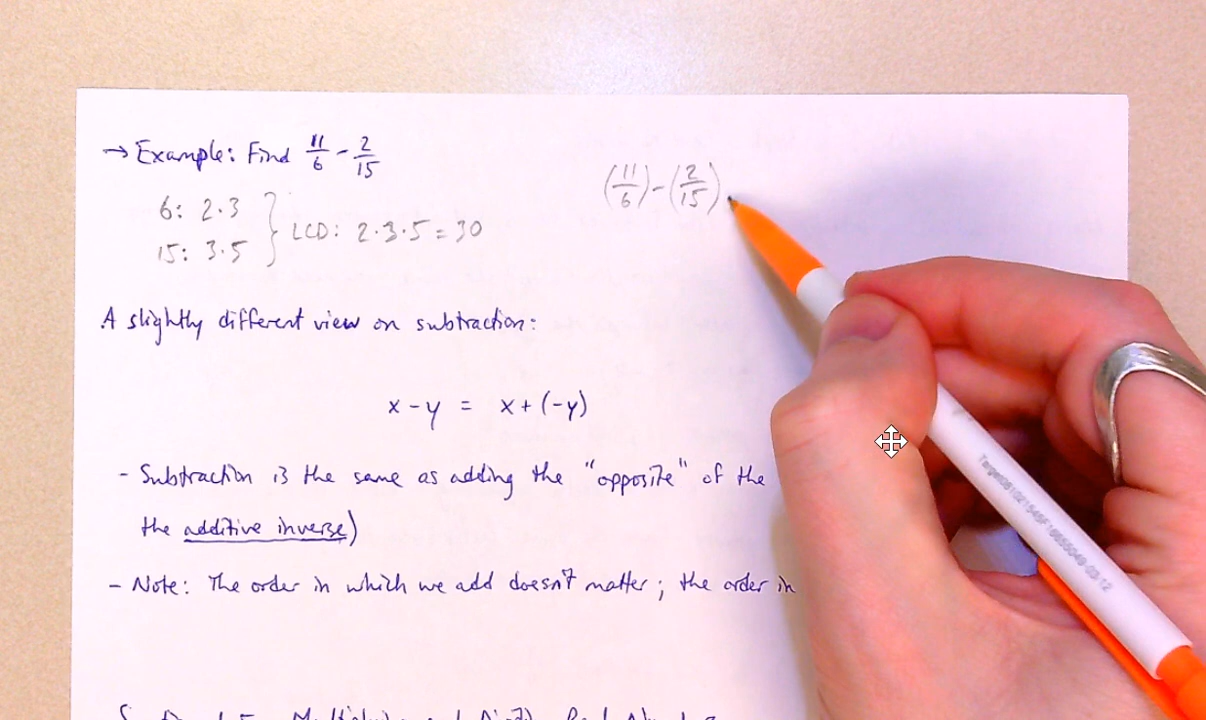 → Example: Find 11/6 - 2/15
(11/6) - (2/15)
6: 2·3
15: 3·5
} LCD: 2·3·5 = 30
A slightly different view on subtraction:
x - y = x + (-y)
- Subtraction is the same as adding the "opposite" of the
the additive inverse)
- Note: The order in which we add doesn't matter; the order in